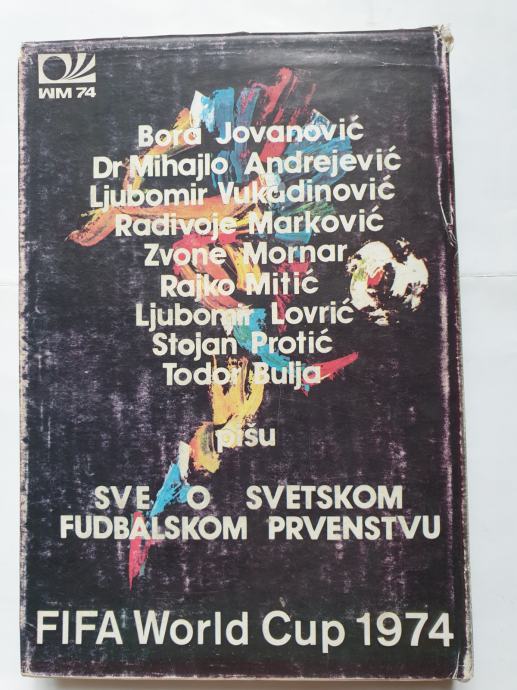 WM 74
Bora Jovanović
Dr Mihajlo Andrejević
Ljubomir Vukadinović
Radivoje Marković
Zvone Mornar
Rajko Mitić
Ljubomir Lovrić
Stojan Protić
Todor Bulja
pišu
SVE O SVETSKOM
FUDBALSKOM PRVENSTVU
FIFA World Cup 1974